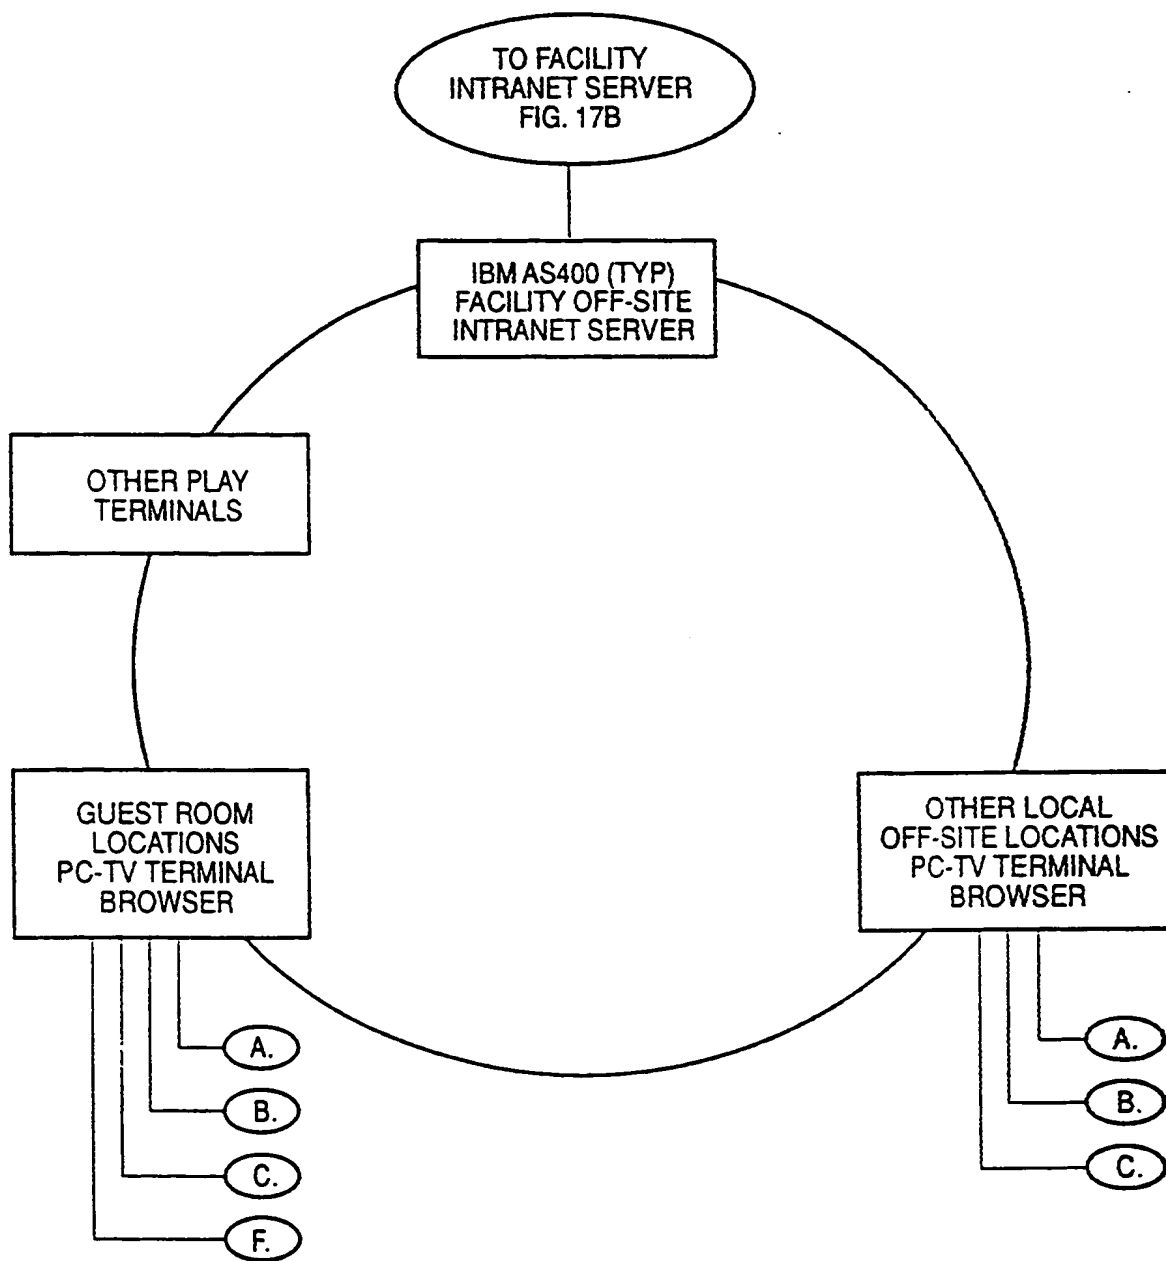 TO FACILITY
INTRANET SERVER
FIG. 17B
IBM AS400 (TYP)
FACILITY OFF-SITE
INTRANET SERVER
OTHER PLAY
TERMINALS
GUEST ROOM
LOCATIONS
PC-TV TERMINAL
BROWSER
A.
B.
C.
F.
OTHER LOCAL
OFF-SITE LOCATIONS
PC-TV TERMINAL
BROWSER
A.
B.
C.